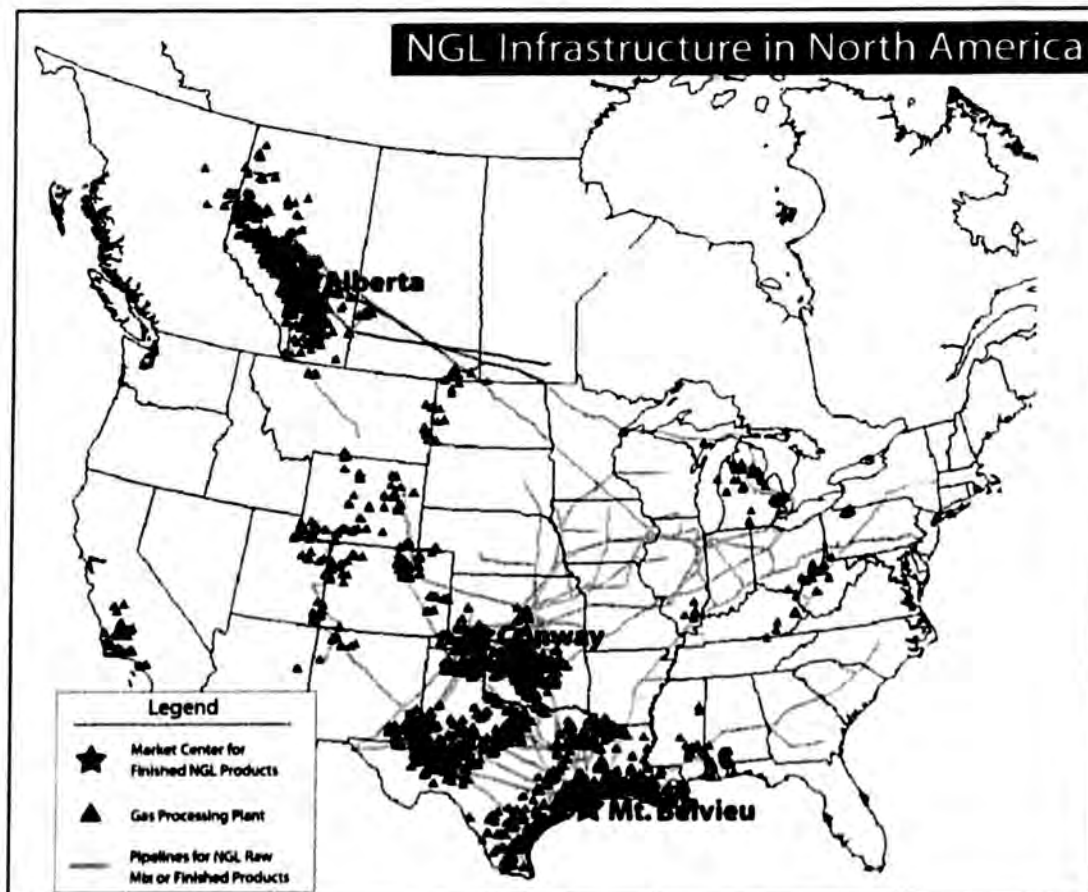 NGL Infrastructure in North America
Alberta
Conway
Mt. Belvieu
Legend
Market Center for
Finished NGL Products
Gas Processing Plant
Pipelines for NGL Raw
Mix or Finished Products